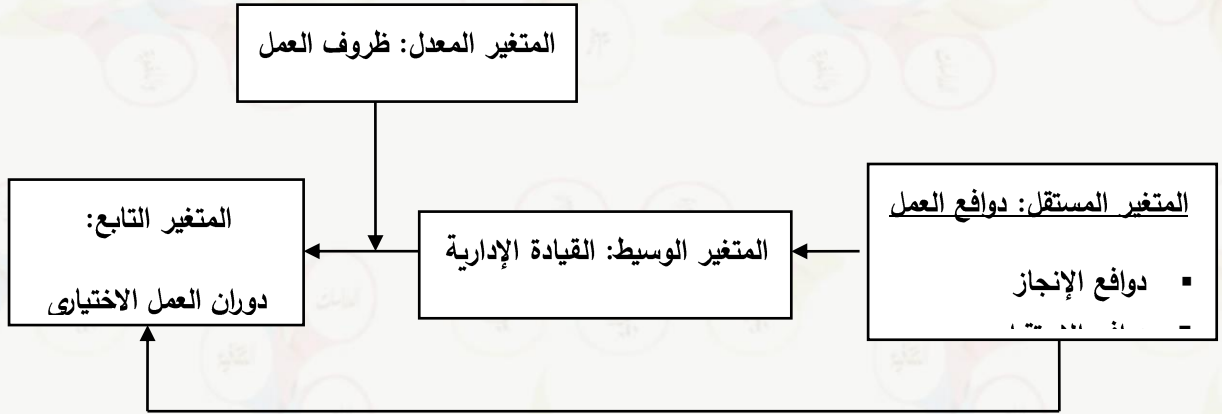 المتغير المعدل: ظروف العمل
المتغير المستقل: دوافع العمل
▪ دوافع الإنجاز
▪
المتغير الوسيط: القيادة الإدارية
المتغير التابع:
دوران العمل الاختياري